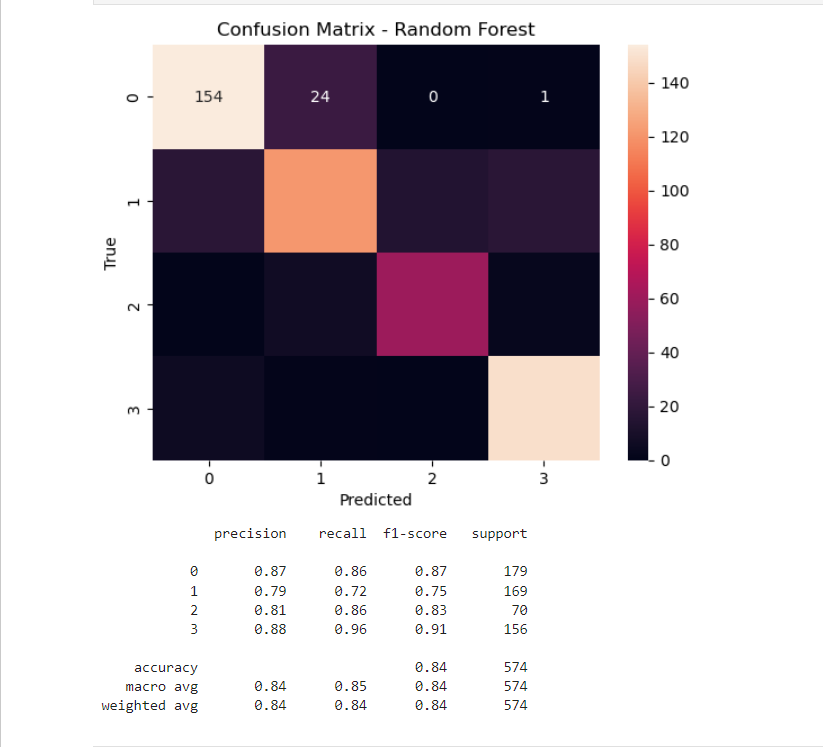 Confusion Matrix - Random Forest
0 154 24 0 1
1
2
3
True
0 1 2 3
Predicted
140
120
100
80
60
40
20
0
precision recall f1-score support
0 0.87 0.86 0.87 179
1 0.79 0.72 0.75 169
2 0.81 0.86 0.83 70
3 0.88 0.96 0.91 156
accuracy 0.84 574
macro avg 0.84 0.85 0.84 574
weighted avg 0.84 0.84 0.84 574